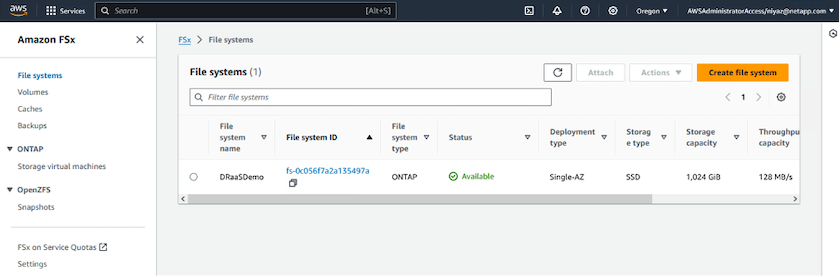 aws
Services
Search
[Alt+S]
Oregon
AWSAdministratorAccess/niyaz@netapp.com
Amazon FSx
File systems
Volumes
Caches
Backups
ONTAP
Storage virtual machines
OpenZFS
Snapshots
FSx on Service Quotas
Settings
FSx
File systems
File systems (1)
Attach
Actions
Create file system
Filter file systems
1
File
system
name
File system ID
File
system
type
Status
Deployment
type
Storag
e type
Storage
capacity
Throughpu
capacity
DRaaSDemo
fs-0c056f7a2a135497a
ONTAP
Available
Single-AZ
SSD
1,024 GiB
128 MB/s